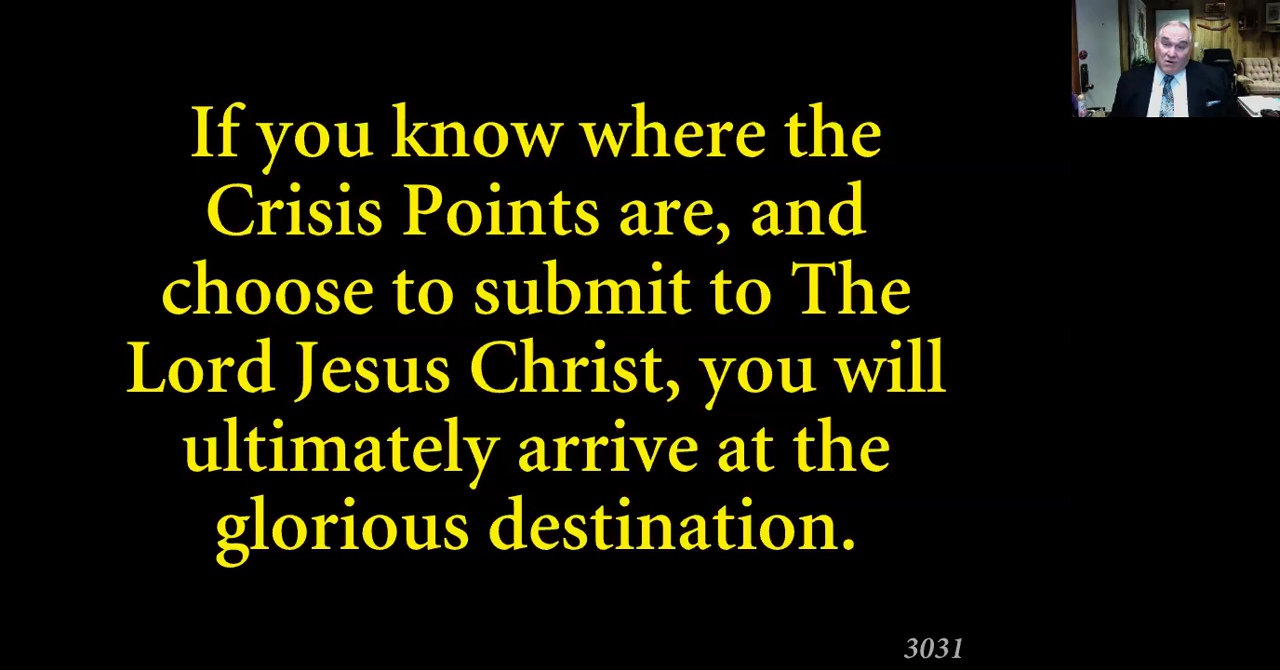 If you know where the
Crisis Points are, and
choose to submit to The
Lord Jesus Christ, you will
ultimately arrive at the
glorious destination.
3031